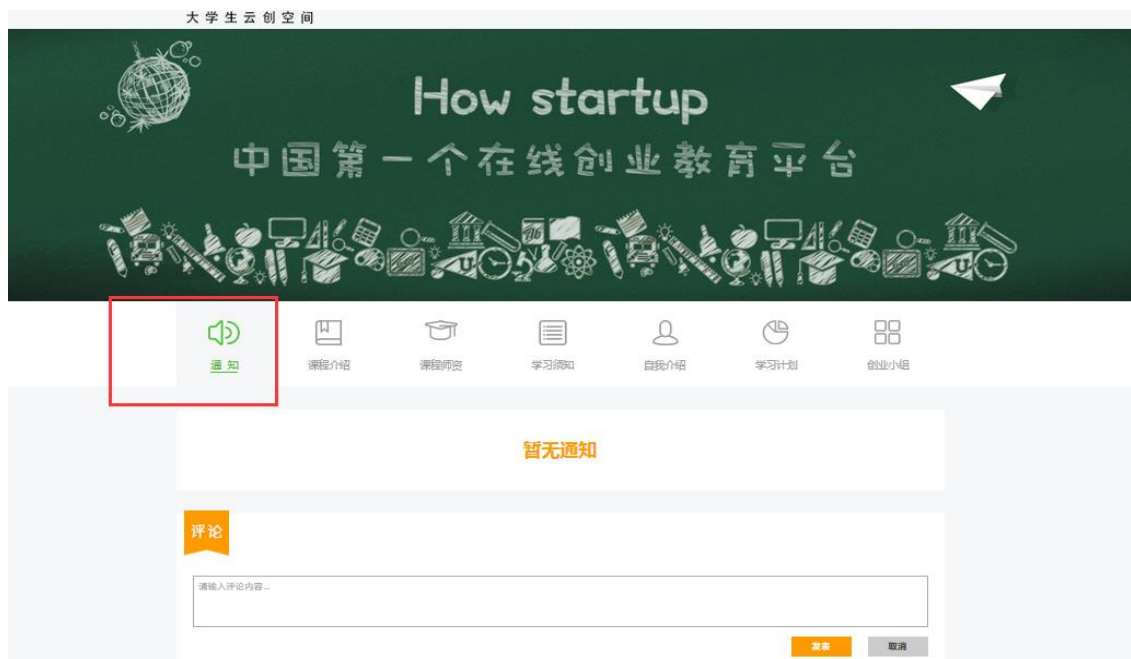 大学生云创空间
How startup
中国第一个在线创业教育平台
通知 课程介绍 课程师资 学习须知 自我介绍 学习计划 创业小组
暂无通知
评论
请输入评论内容...
发表 取消